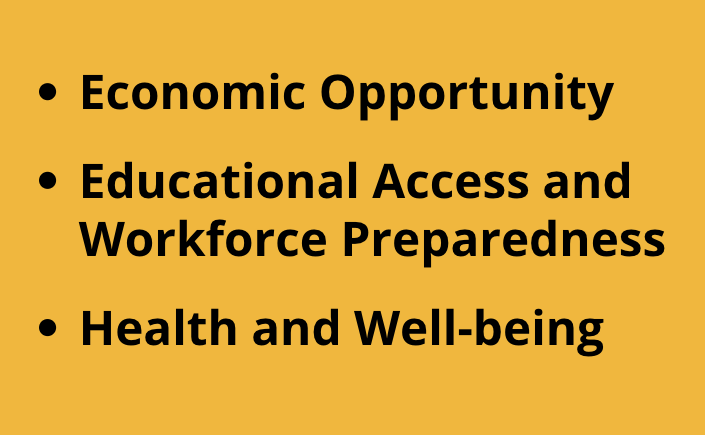 • Economic Opportunity
• Educational Access and
Workforce Preparedness
• Health and Well-being